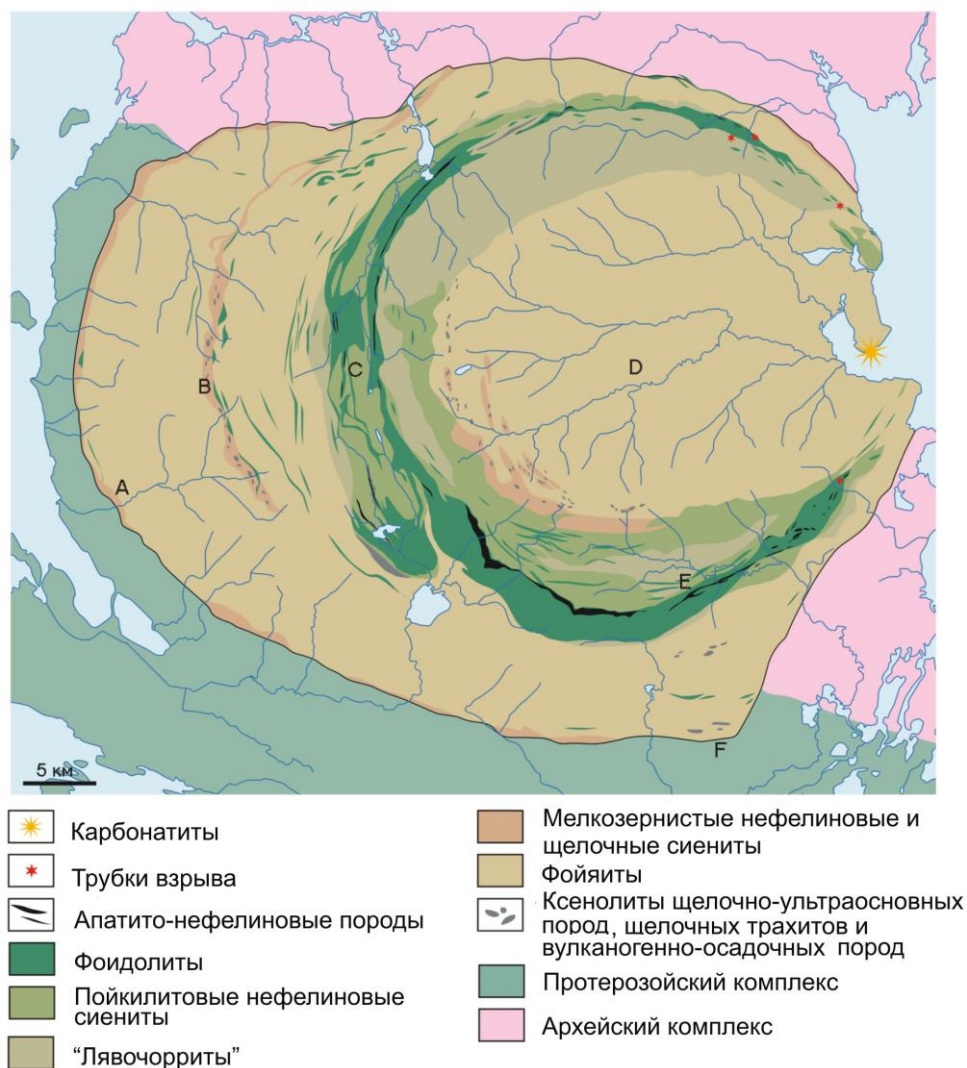 A
B
C
D
E
F
5 км
Карбонатиты
Трубки взрыва
Апатито-нефелиновые породы
Фоидолиты
Пойкилитовые нефелиновые
сиениты
“Лявочорриты”
Мелкозернистые нефелиновые и
щелочные сиениты
Фойяиты
Ксенолиты щелочно-ультраосновных
пород, щелочных трахитов и
вулканогенно-осадочных пород
Протерозойский комплекс
Архейский комплекс